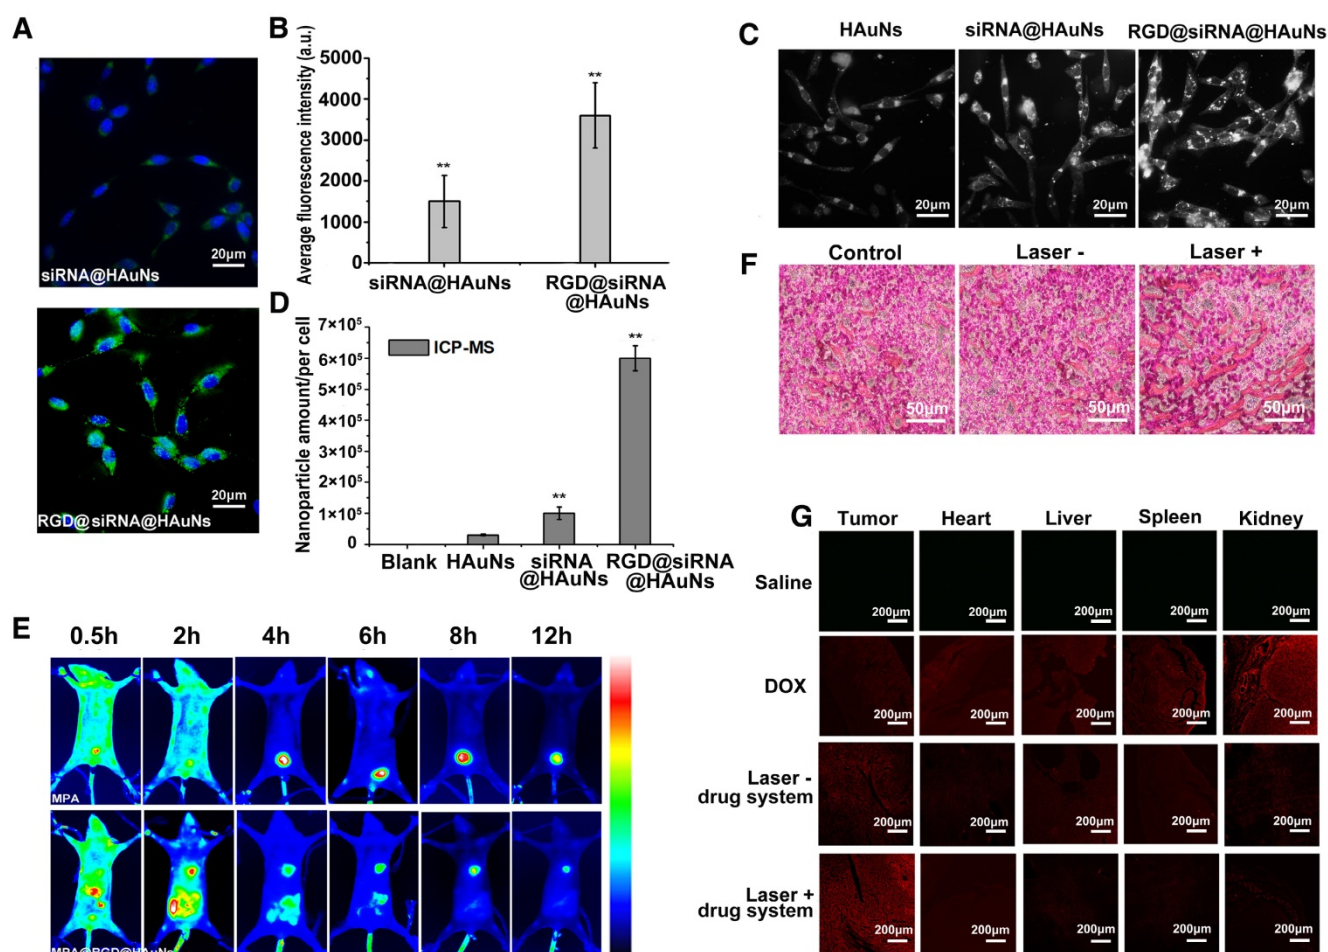 A
siRNA@HAuNs
20μm
RGD@siRNA@HAuNs
20μm
B
Average fluorescence intensity (a.u.)
5000
4000
3000
2000
1000
0
**
**
siRNA@HAuNs
RGD@siRNA
@HAuNs
C
HAuNs
siRNA@HAuNs
RGD@siRNA@HAuNs
20μm
20μm
20μm
D
Nanoparticle amount/per cell
7×10⁵
6×10⁵
5×10⁵
4×10⁵
3×10⁵
2×10⁵
1×10⁵
0
ICP-MS
**
**
Blank
HAuNs
siRNA
@HAuNs
RGD@siRNA
@HAuNs
F
Control
Laser -
Laser +
50μm
50μm
50μm
E
0.5h
2h
4h
6h
8h
12h
MPA
MPA@RGD@HAuNs
G
Tumor
Heart
Liver
Spleen
Kidney
Saline
200μm
200μm
200μm
200μm
200μm
DOX
200μm
200μm
200μm
200μm
200μm
Laser -
drug system
200μm
200μm
200μm
200μm
200μm
Laser +
drug system
200μm
200μm
200μm
200μm
200μm